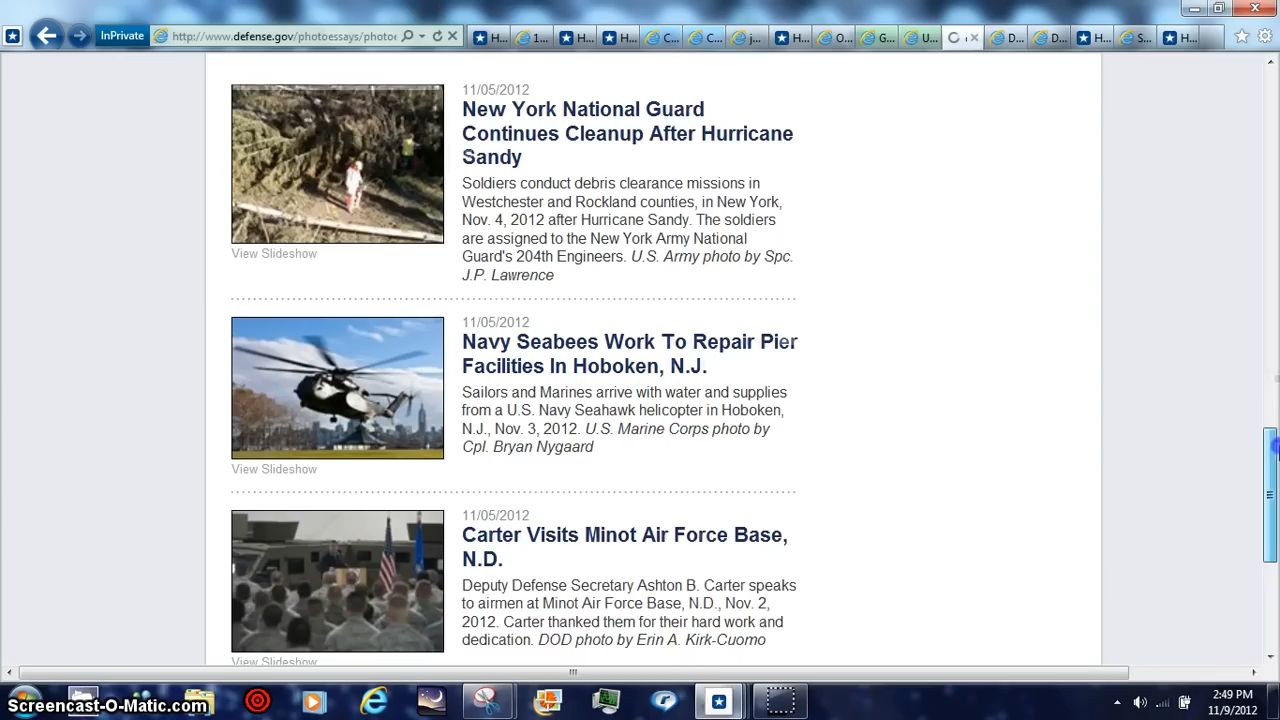 InPrivate
http://www.defense.gov/photoessays/photoe
11/05/2012
New York National Guard
Continues Cleanup After Hurricane
Sandy
Soldiers conduct debris clearance missions in
Westchester and Rockland counties, in New York,
Nov. 4, 2012 after Hurricane Sandy. The soldiers
are assigned to the New York Army National
Guard's 204th Engineers. U.S. Army photo by Spc.
J.P. Lawrence
View Slideshow
11/05/2012
Navy Seabees Work To Repair Pier
Facilities In Hoboken, N.J.
Sailors and Marines arrive with water and supplies
from a U.S. Navy Seahawk helicopter in Hoboken,
N.J., Nov. 3, 2012. U.S. Marine Corps photo by
Cpl. Bryan Nygaard
View Slideshow
11/05/2012
Carter Visits Minot Air Force Base,
N.D.
Deputy Defense Secretary Ashton B. Carter speaks
to airmen at Minot Air Force Base, N.D., Nov. 2,
2012. Carter thanked them for their hard work and
dedication. DOD photo by Erin A. Kirk-Cuomo
View Slideshow
2:49 PM
11/9/2012
Screencast-O-Matic.com